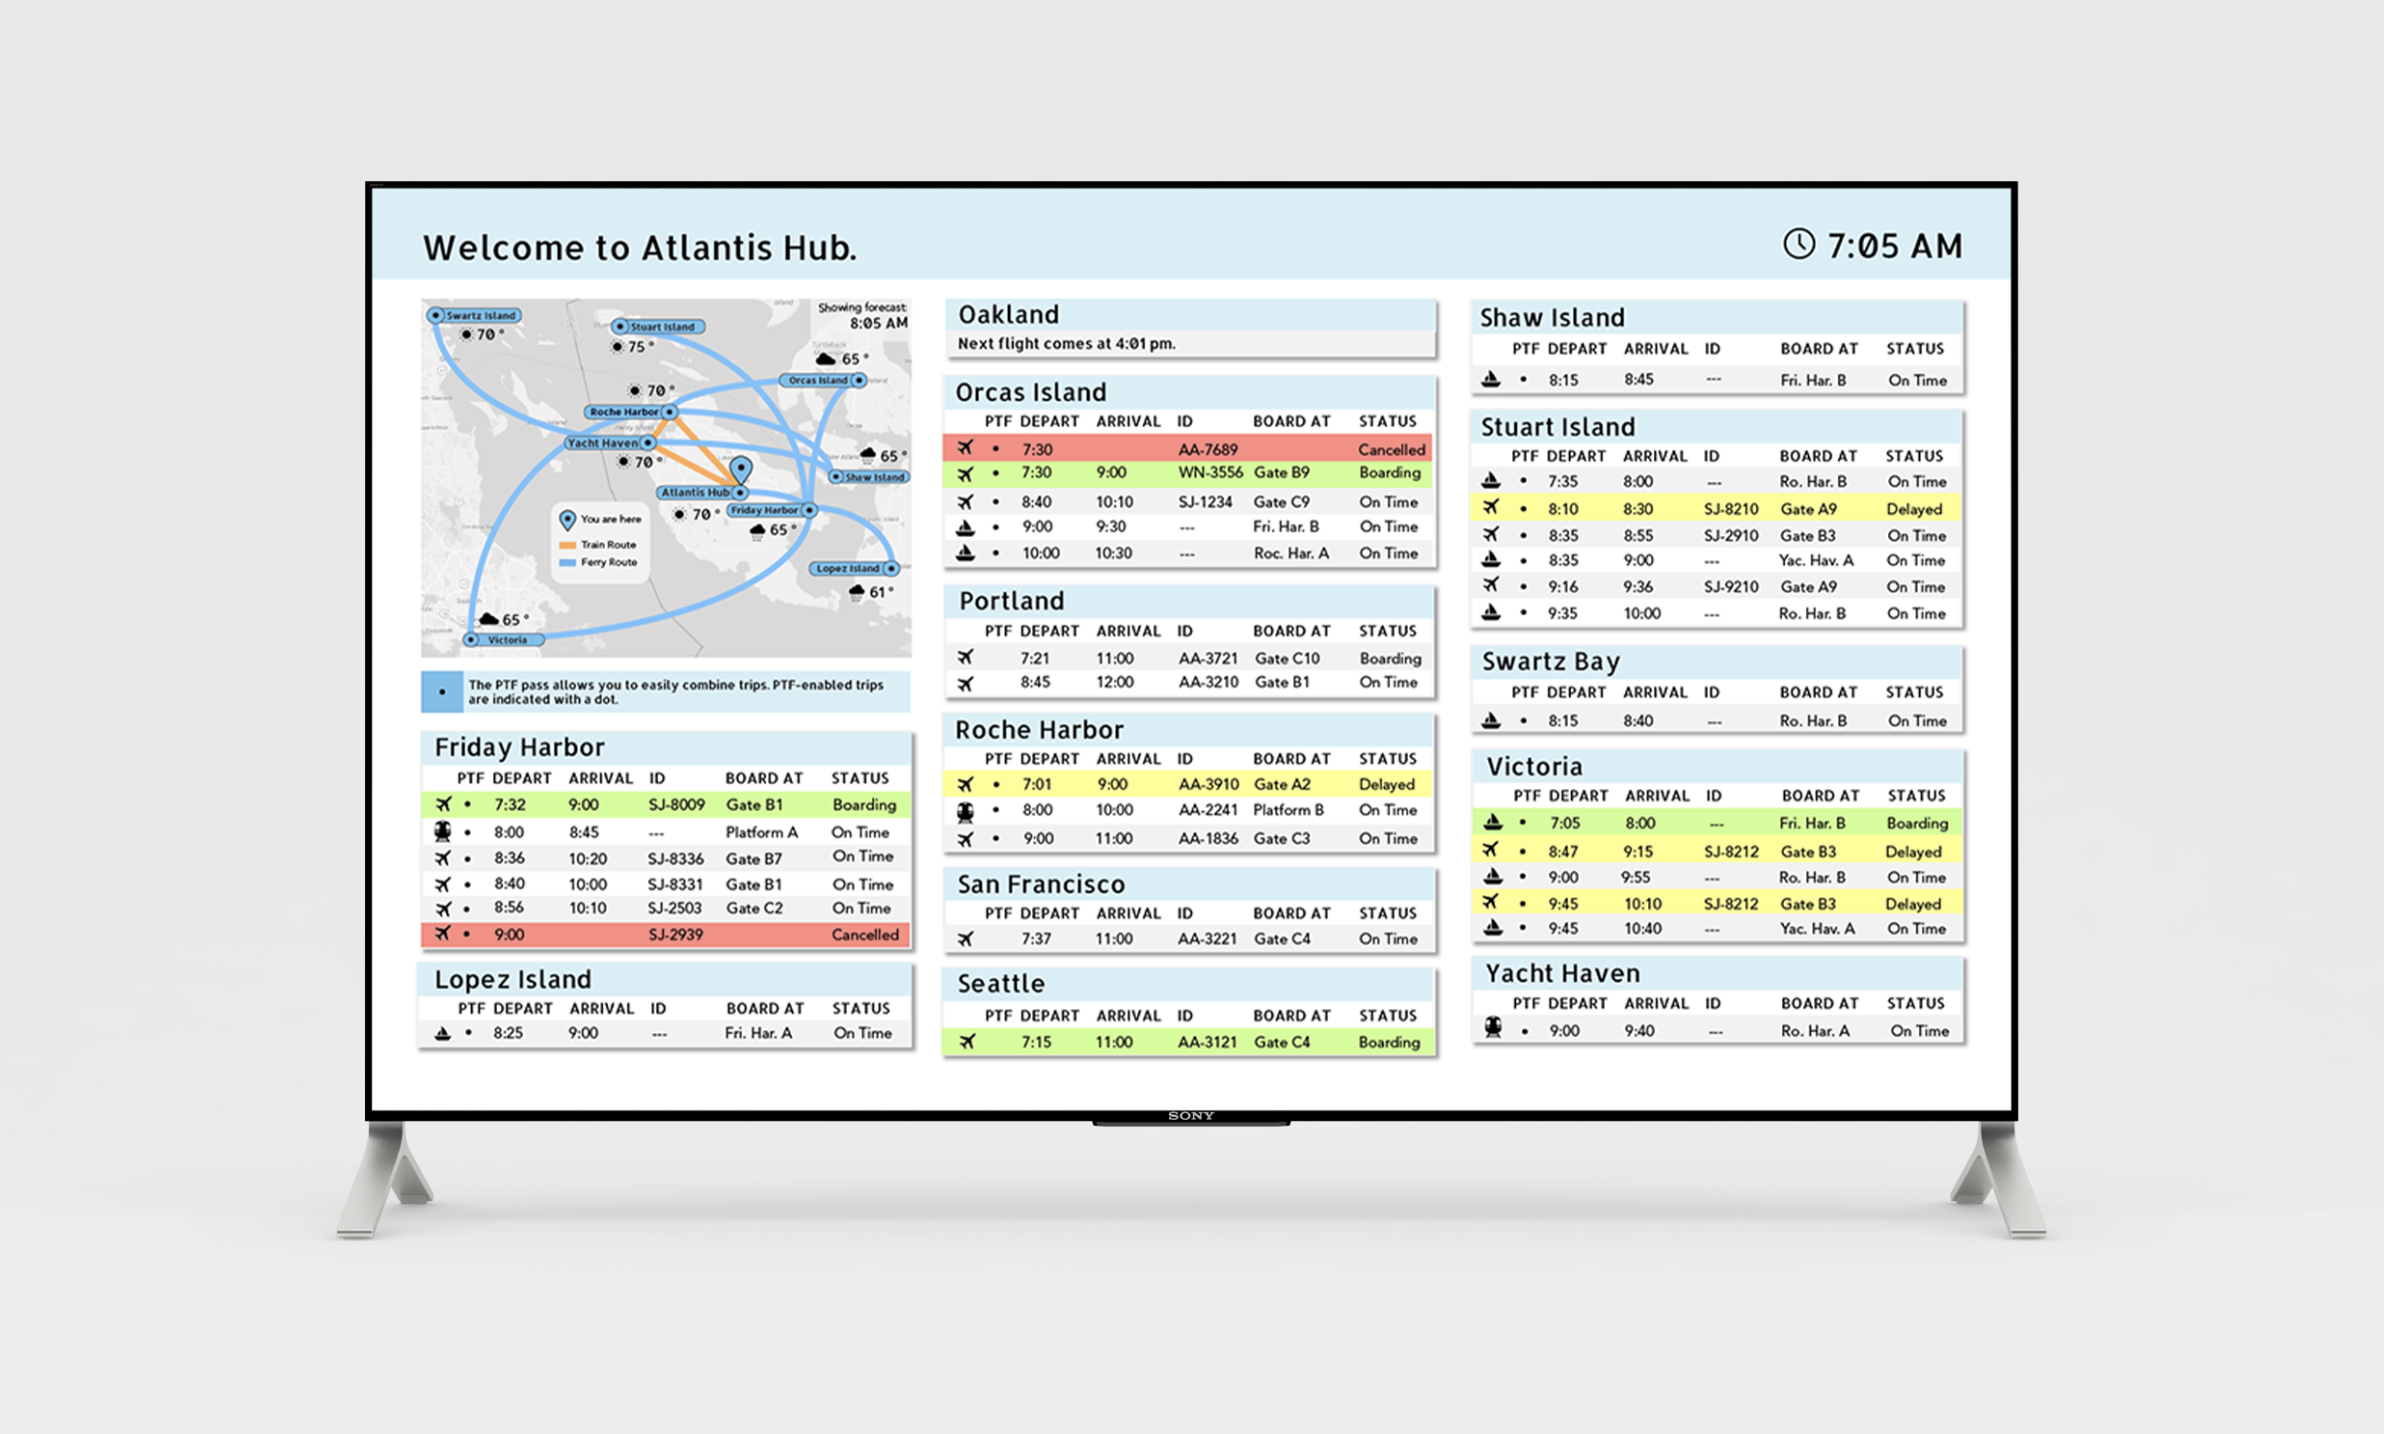 Welcome to Atlantis Hub.
7:05 AM
Showing forecast:
8:05 AM
Swartz Island
70°
Stuart Island
75°
65°
Orcas Island
70°
Roche Harbor
Yacht Haven
70°
65°
Shaw Island
Atlantis Hub
70°
Friday Harbor
65°
You are here
Train Route
Ferry Route
Lopez Island
61°
65°
Victoria
The PTF pass allows you to easily combine trips. PTF-enabled trips
are indicated with a dot.
Friday Harbor
PTF DEPART ARRIVAL ID BOARD AT STATUS
• 7:32 9:00 SJ-8009 Gate B1 Boarding
• 8:00 8:45 --- Platform A On Time
• 8:36 10:20 SJ-8336 Gate B7 On Time
• 8:40 10:00 SJ-8331 Gate B1 On Time
• 8:56 10:10 SJ-2503 Gate C2 On Time
• 9:00 SJ-2939 Cancelled
Lopez Island
PTF DEPART ARRIVAL ID BOARD AT STATUS
• 8:25 9:00 --- Fri. Har. A On Time
Oakland
Next flight comes at 4:01 pm.
Orcas Island
PTF DEPART ARRIVAL ID BOARD AT STATUS
• 7:30 AA-7689 Cancelled
• 7:30 9:00 WN-3556 Gate B9 Boarding
• 8:40 10:10 SJ-1234 Gate C9 On Time
• 9:00 9:30 --- Fri. Har. B On Time
• 10:00 10:30 --- Roc. Har. A On Time
Portland
PTF DEPART ARRIVAL ID BOARD AT STATUS
7:21 11:00 AA-3721 Gate C10 Boarding
8:45 12:00 AA-3210 Gate B1 On Time
Roche Harbor
PTF DEPART ARRIVAL ID BOARD AT STATUS
• 7:01 9:00 AA-3910 Gate A2 Delayed
• 8:00 10:00 AA-2241 Platform B On Time
• 9:00 11:00 AA-1836 Gate C3 On Time
San Francisco
PTF DEPART ARRIVAL ID BOARD AT STATUS
7:37 11:00 AA-3221 Gate C4 On Time
Seattle
PTF DEPART ARRIVAL ID BOARD AT STATUS
7:15 11:00 AA-3121 Gate C4 Boarding
Shaw Island
PTF DEPART ARRIVAL ID BOARD AT STATUS
• 8:15 8:45 --- Fri. Har. B On Time
Stuart Island
PTF DEPART ARRIVAL ID BOARD AT STATUS
• 7:35 8:00 --- Ro. Har. B On Time
• 8:10 8:30 SJ-8210 Gate A9 Delayed
• 8:35 8:55 SJ-2910 Gate B3 On Time
• 8:35 9:00 --- Yac. Hav. A On Time
• 9:16 9:36 SJ-9210 Gate A9 On Time
• 9:35 10:00 --- Ro. Har. B On Time
Swartz Bay
PTF DEPART ARRIVAL ID BOARD AT STATUS
• 8:15 8:40 --- Ro. Har. B On Time
Victoria
PTF DEPART ARRIVAL ID BOARD AT STATUS
• 7:05 8:00 --- Fri. Har. B Boarding
• 8:47 9:15 SJ-8212 Gate B3 Delayed
• 9:00 9:55 --- Ro. Har. B On Time
• 9:45 10:10 SJ-8212 Gate B3 Delayed
• 9:45 10:40 --- Yac. Hav. A On Time
Yacht Haven
PTF DEPART ARRIVAL ID BOARD AT STATUS
• 9:00 9:40 --- Ro. Har. A On Time
SONY